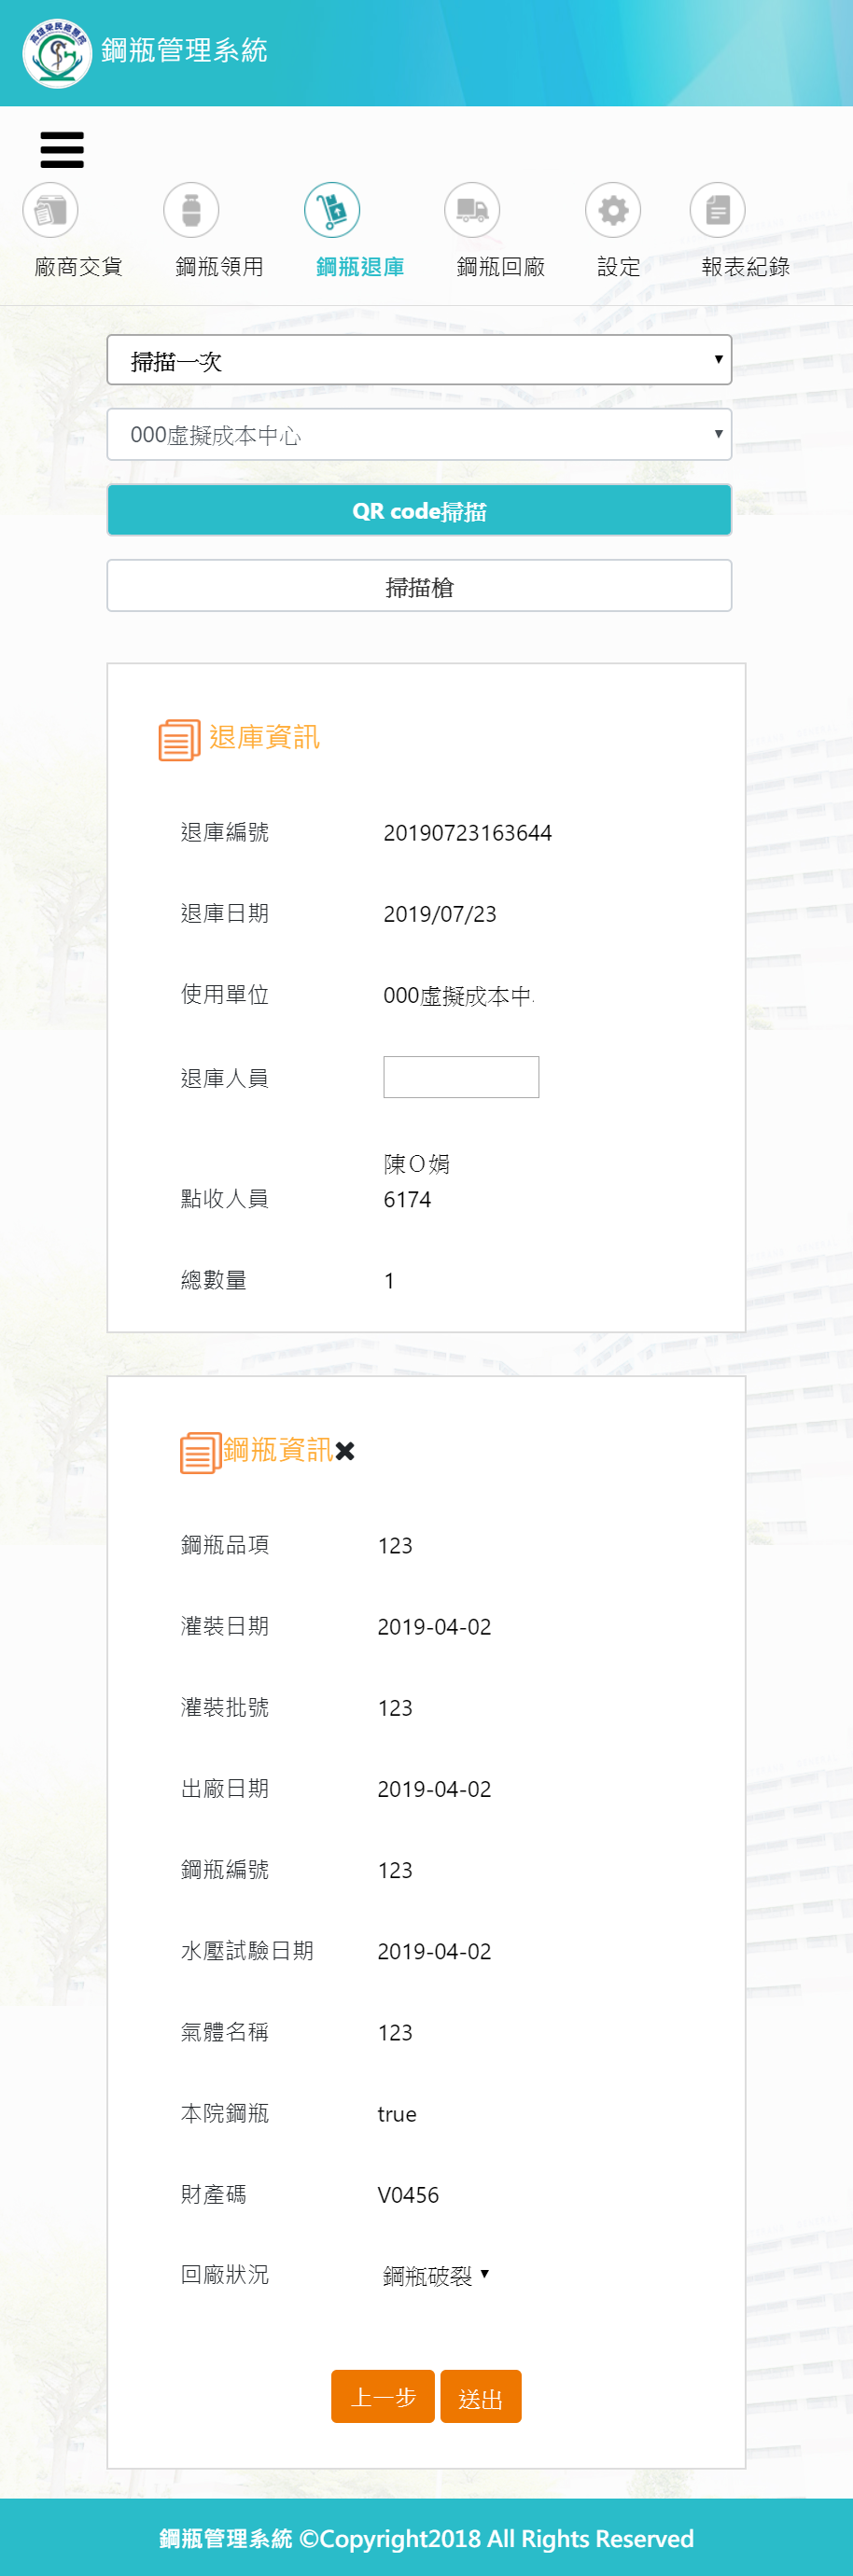 高雄榮民總醫院
鋼瓶管理系統
廠商交貨 鋼瓶領用 鋼瓶退庫 鋼瓶回廠 設定 報表紀錄
掃描一次
000虛擬成本中心
QR code掃描
掃描槍
退庫資訊
退庫編號 20190723163644
退庫日期 2019/07/23
使用單位 000虛擬成本中
退庫人員
陳O娟
點收人員 6174
總數量 1
鋼瓶資訊
鋼瓶品項 123
灌裝日期 2019-04-02
灌裝批號 123
出廠日期 2019-04-02
鋼瓶編號 123
水壓試驗日期 2019-04-02
氣體名稱 123
本院鋼瓶 true
財產碼 V0456
回廠狀況 鋼瓶破裂
上一步 送出
鋼瓶管理系統 ©Copyright2018 All Rights Reserved